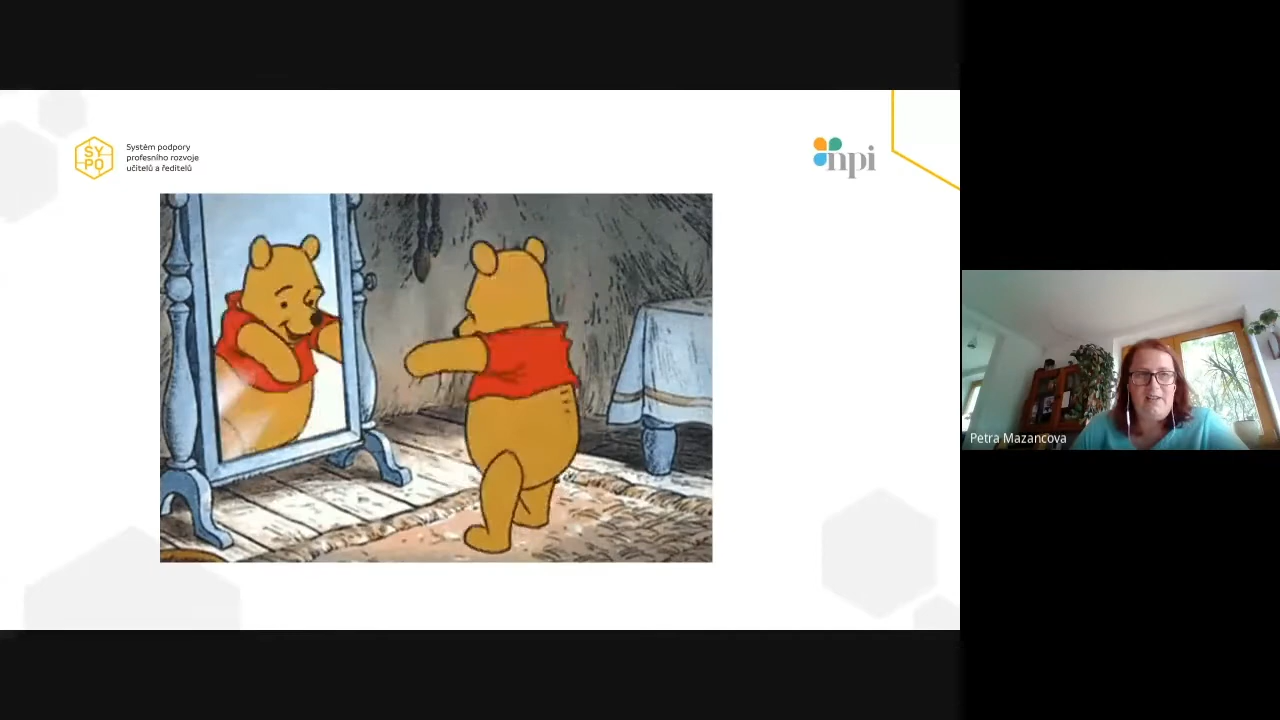 SY
PO
Systém podpory
profesního rozvoje
učitelů a ředitelů
npi
Petra Mazancova